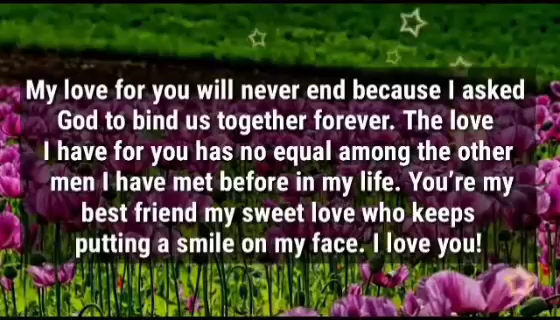 My love for you will never end because I asked
God to bind us together forever. The love
I have for you has no equal among the other
men I have met before in my life. You’re my
best friend my sweet love who keeps
putting a smile on my face. I love you!